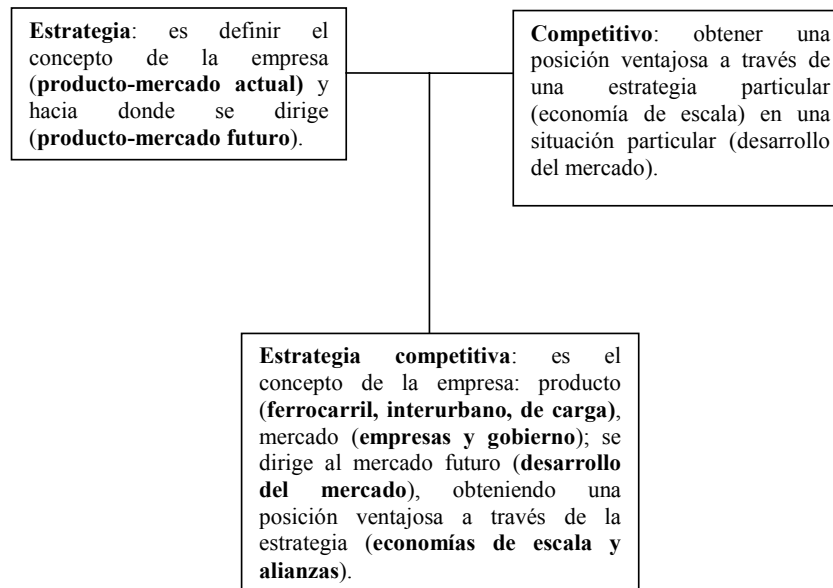 Estrategia: es definir el
concepto de la empresa
(producto-mercado actual) y
hacia donde se dirige
(producto-mercado futuro).
Competitivo: obtener una
posición ventajosa a través de
una estrategia particular
(economía de escala) en una
situación particular (desarrollo
del mercado).
Estrategia competitiva: es el
concepto de la empresa: producto
(ferrocarril, interurbano, de carga),
mercado (empresas y gobierno); se
dirige al mercado futuro (desarrollo
del mercado), obteniendo una
posición ventajosa a través de la
estrategia (economías de escala y
alianzas).